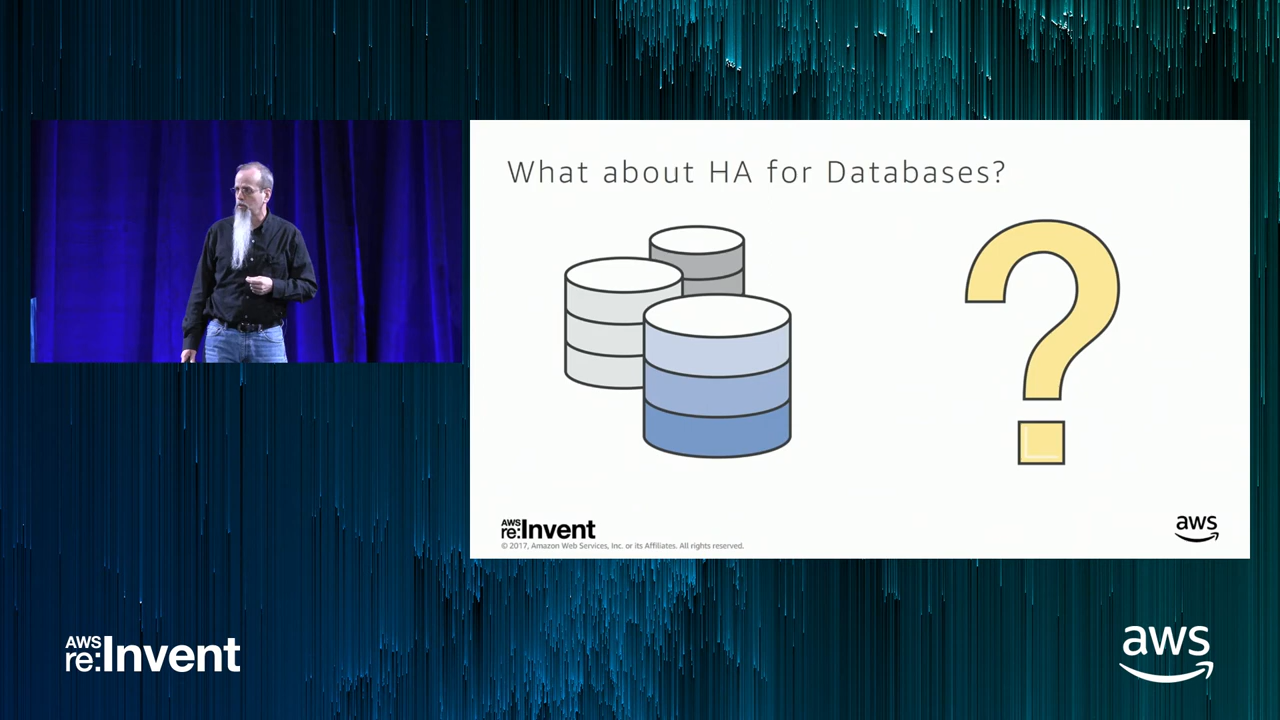 What about HA for Databases?
?
AWS
re:Invent
© 2017, Amazon Web Services, Inc. or its Affiliates. All rights reserved.
aws
AWS
re:Invent
aws